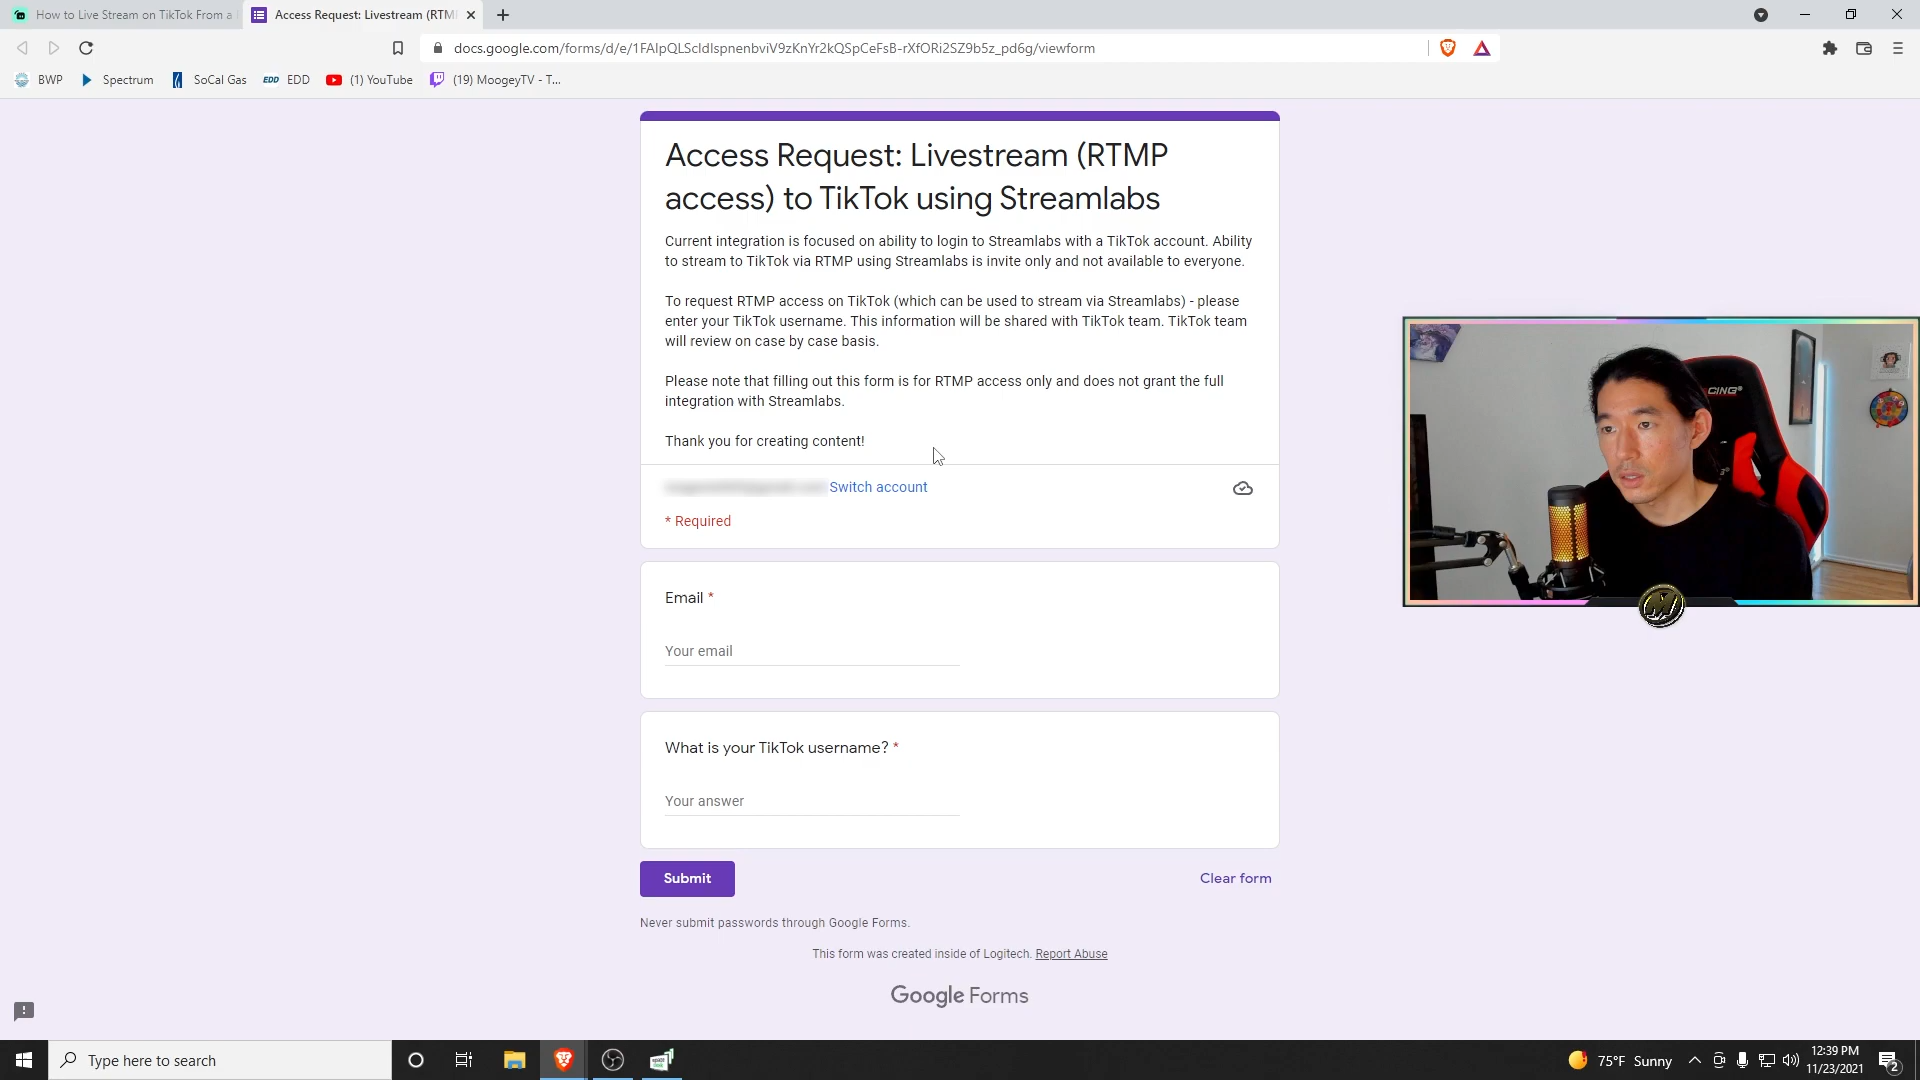 How to Live Stream on TikTok From a
Access Request: Livestream (RTM
docs.google.com/forms/d/e/1FAIpQLScIdIspnenbviV9zKnYr2kQSpCeFsB-rXfORi2SZ9b5z_pd6g/viewform
BWP
Spectrum
SoCal Gas
EDD EDD
(1) YouTube
(19) MoogeyTV - T...
Access Request: Livestream (RTMP
access) to TikTok using Streamlabs
Current integration is focused on ability to login to Streamlabs with a TikTok account. Ability
to stream to TikTok via RTMP using Streamlabs is invite only and not available to everyone.
To request RTMP access on TikTok (which can be used to stream via Streamlabs) - please
enter your TikTok username. This information will be shared with TikTok team. TikTok team
will review on case by case basis.
Please note that filling out this form is for RTMP access only and does not grant the full
integration with Streamlabs.
Thank you for creating content!
Switch account
* Required
Email *
Your email
What is your TikTok username? *
Your answer
Submit
Clear form
Never submit passwords through Google Forms.
This form was created inside of Logitech. Report Abuse
Google Forms
CING
M
Type here to search
75°F Sunny
12:39 PM
11/23/2021
2